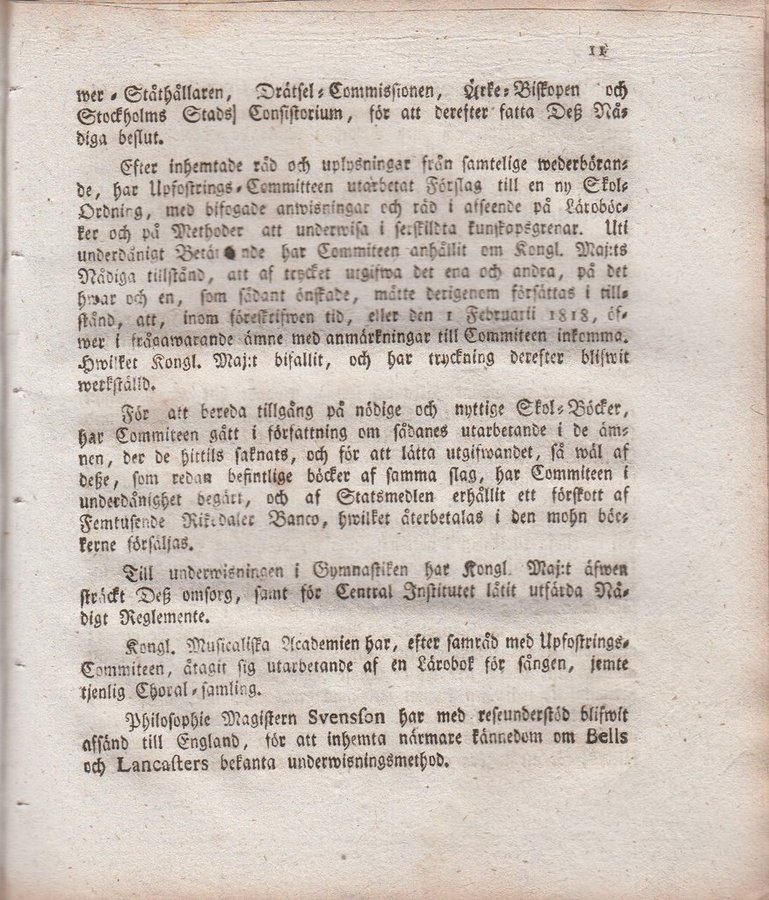 11
wer-Ståthållaren, Drätsel-Commissionen, Ärke-Biskopen och
Stockholms Stads Consistorium, för att derefter fatta Deß Nå-
diga beslut.
Efter inhemtade råd och uplysningar från samtelige wederböran-
de, har Upfostrings-Committeen utarbetat Förslag till en ny Skol-
Ordning, med bifogade anwisningar och råd i afseende på Läroböc-
ker och på Methoder att underwisa i serskildta kunskapsgrenar. Uti
underdånigt Betänkande har Committeen anhållit om Kongl. Maj:ts
Nådiga tillstånd, att af trycket utgifwa det ena och andra, på det
hwar och en, som sådant önskade, måtte derigenom försättas i till-
stånd, att, inom föreskrifwen tid, eller den 1 Februarii 1818, öf-
wer i frågawarande ämne med anmärkningar till Commiteen inkomma.
Hwilket Kongl. Maj:t bifallit, och har tryckning derefter blifwit
werkställd.
För att bereda tillgång på nödige och nyttige Skol-Böcker,
har Commiteen gått i författning om sådanes utarbetande i de äm-
nen, der de hittils saknats, och för att lätta utgifwandet, så wäl af
deße, som redan befintlige böcker af samma slag, har Commiteen i
underdånighet begärt, och af Statsmedlen erhållit ett förskott af
Femtusende Riksdaler Banco, hwilket återbetalas i den mohn böc-
kerne försäljas.
Till underwisningen i Gymnastiken har Kongl. Maj:t äfwen
sträckt Deß omsorg, samt för Central Institutet låtit utfärda Nå-
digt Reglemente.
Kongl. Musicaliska Academien har, efter samråd med Upfostrings-
Commiteen, åtagit sig utarbetande af en Lärobok för sången, jemte
tjenlig Choral-samling.
Philosophie Magistern Svensson har med reseunderstöd blifwit
affänd till England, för att inhemta närmare kännedom om Bells
och Lancasters bekanta underwisningsmethod.